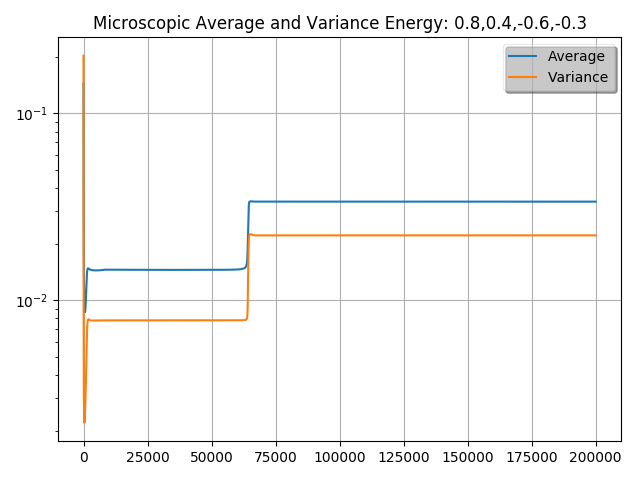 Microscopic Average and Variance Energy: 0.8,0.4,-0.6,-0.3
Average
Variance
10⁻¹
10⁻²
0 25000 50000 75000 100000 125000 150000 175000 200000